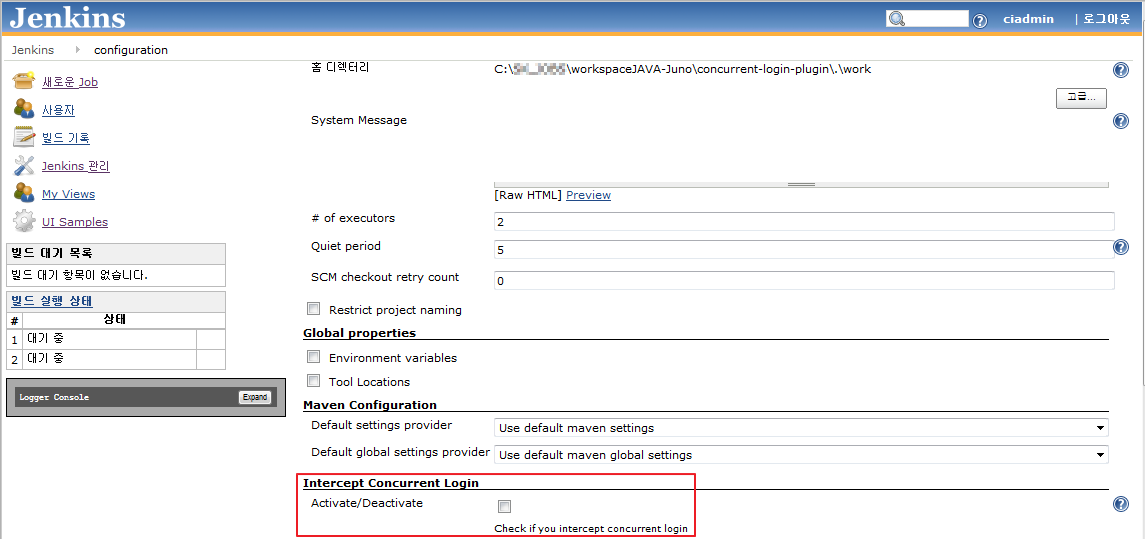 Jenkins
ciadmin | 로그아웃
Jenkins configuration
새로운 Job
사용자
빌드 기록
Jenkins 관리
My Views
UI Samples
빌드 대기 목록
빌드 대기 항목이 없습니다.
빌드 실행 상태
# 상태
1 대기 중
2 대기 중
Logger Console Expand
홈 디렉터리 C:\ \workspaceJAVA-Juno\concurrent-login-plugin\.\work
고급...
System Message
[Raw HTML] Preview
# of executors 2
Quiet period 5
SCM checkout retry count 0
Restrict project naming
Global properties
Environment variables
Tool Locations
Maven Configuration
Default settings provider Use default maven settings
Default global settings provider Use default maven global settings
Intercept Concurrent Login
Activate/Deactivate
Check if you intercept concurrent login